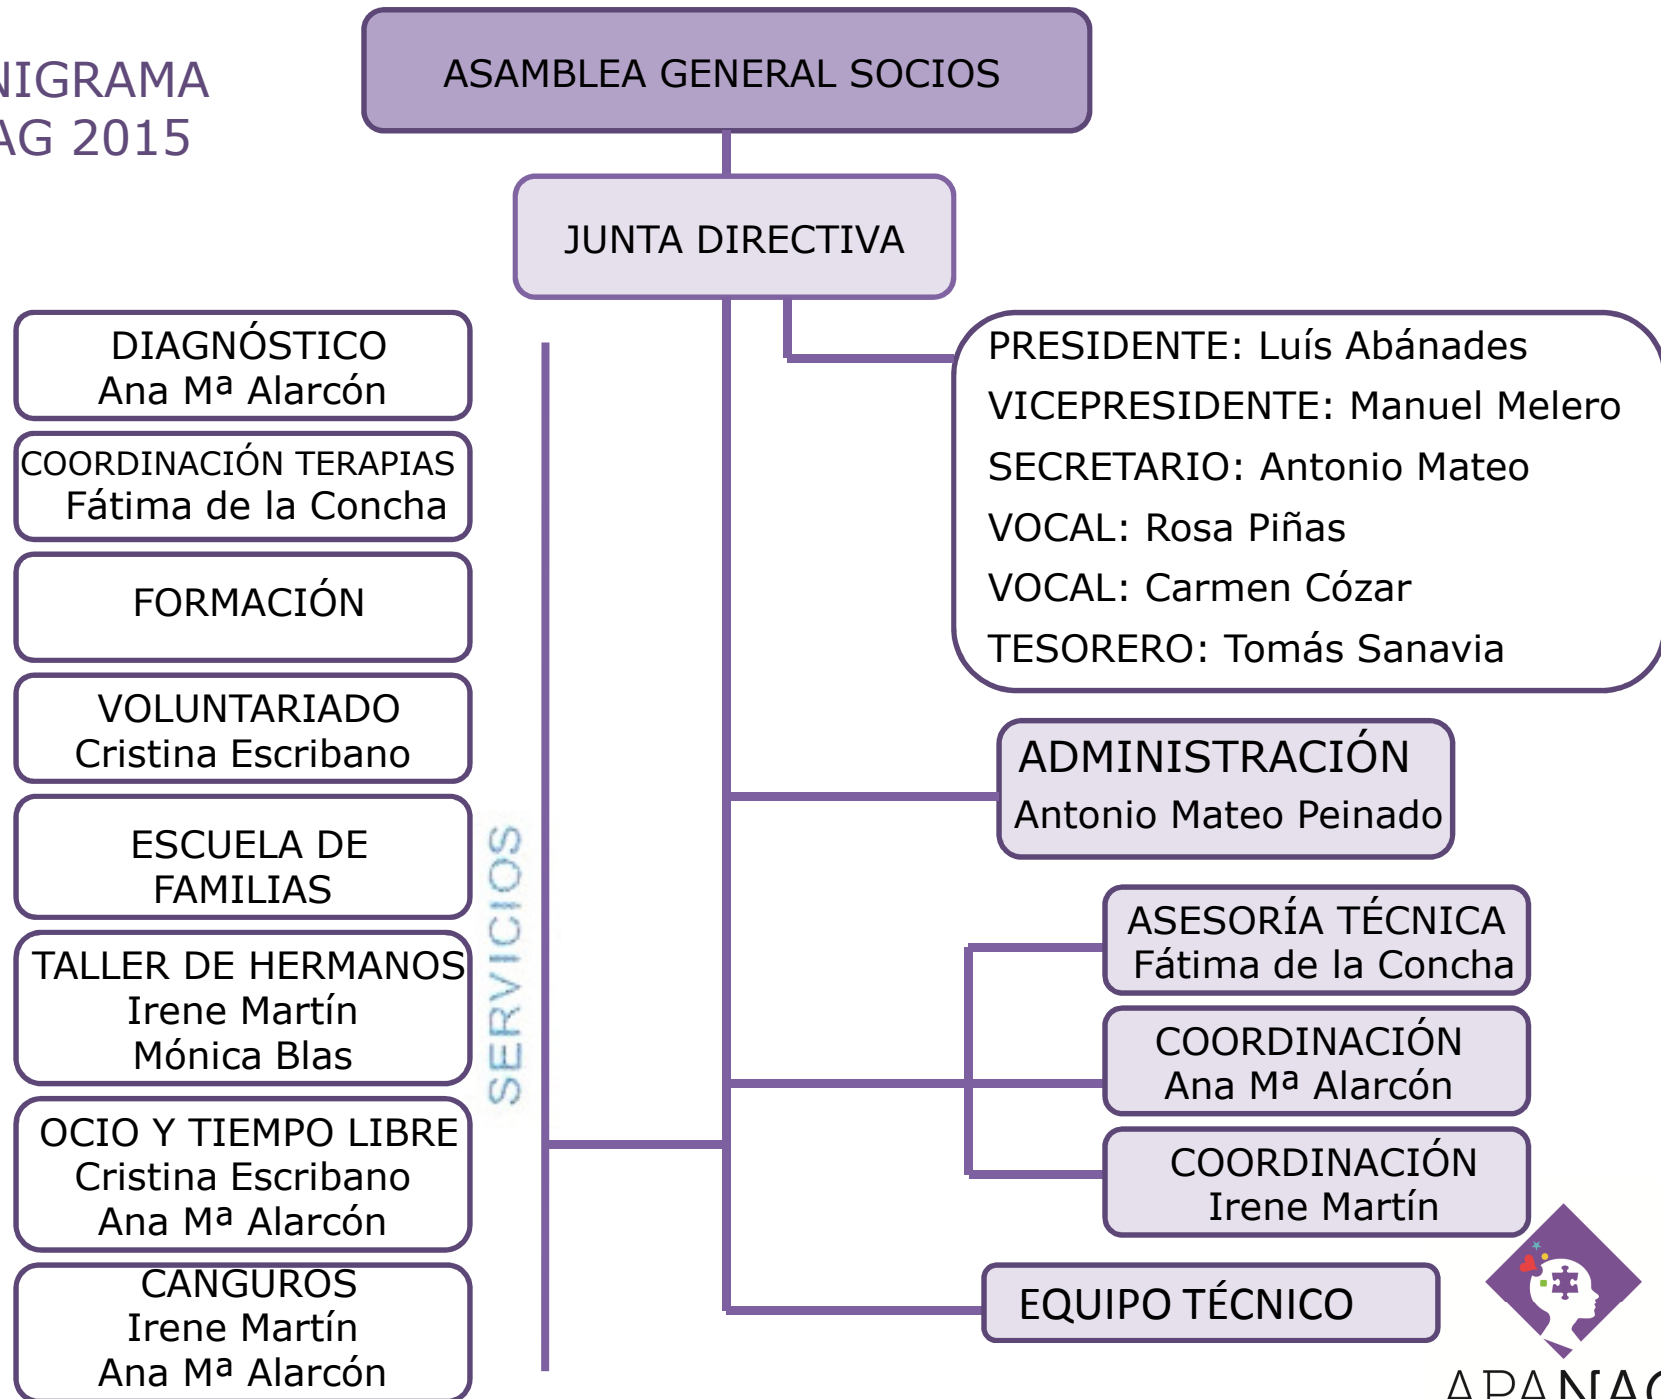 NIGRAMA
AG 2015
ASAMBLEA GENERAL SOCIOS
JUNTA DIRECTIVA
PRESIDENTE: Luís Abánades
VICEPRESIDENTE: Manuel Melero
SECRETARIO: Antonio Mateo
VOCAL: Rosa Piñas
VOCAL: Carmen Cózar
TESORERO: Tomás Sanavia
DIAGNÓSTICO
Ana Mª Alarcón
COORDINACIÓN TERAPIAS
Fátima de la Concha
FORMACIÓN
VOLUNTARIADO
Cristina Escribano
ESCUELA DE
FAMILIAS
TALLER DE HERMANOS
Irene Martín
Mónica Blas
OCIO Y TIEMPO LIBRE
Cristina Escribano
Ana Mª Alarcón
CANGUROS
Irene Martín
Ana Mª Alarcón
SERVICIOS
ADMINISTRACIÓN
Antonio Mateo Peinado
ASESORÍA TÉCNICA
Fátima de la Concha
COORDINACIÓN
Ana Mª Alarcón
COORDINACIÓN
Irene Martín
EQUIPO TÉCNICO
APANAG